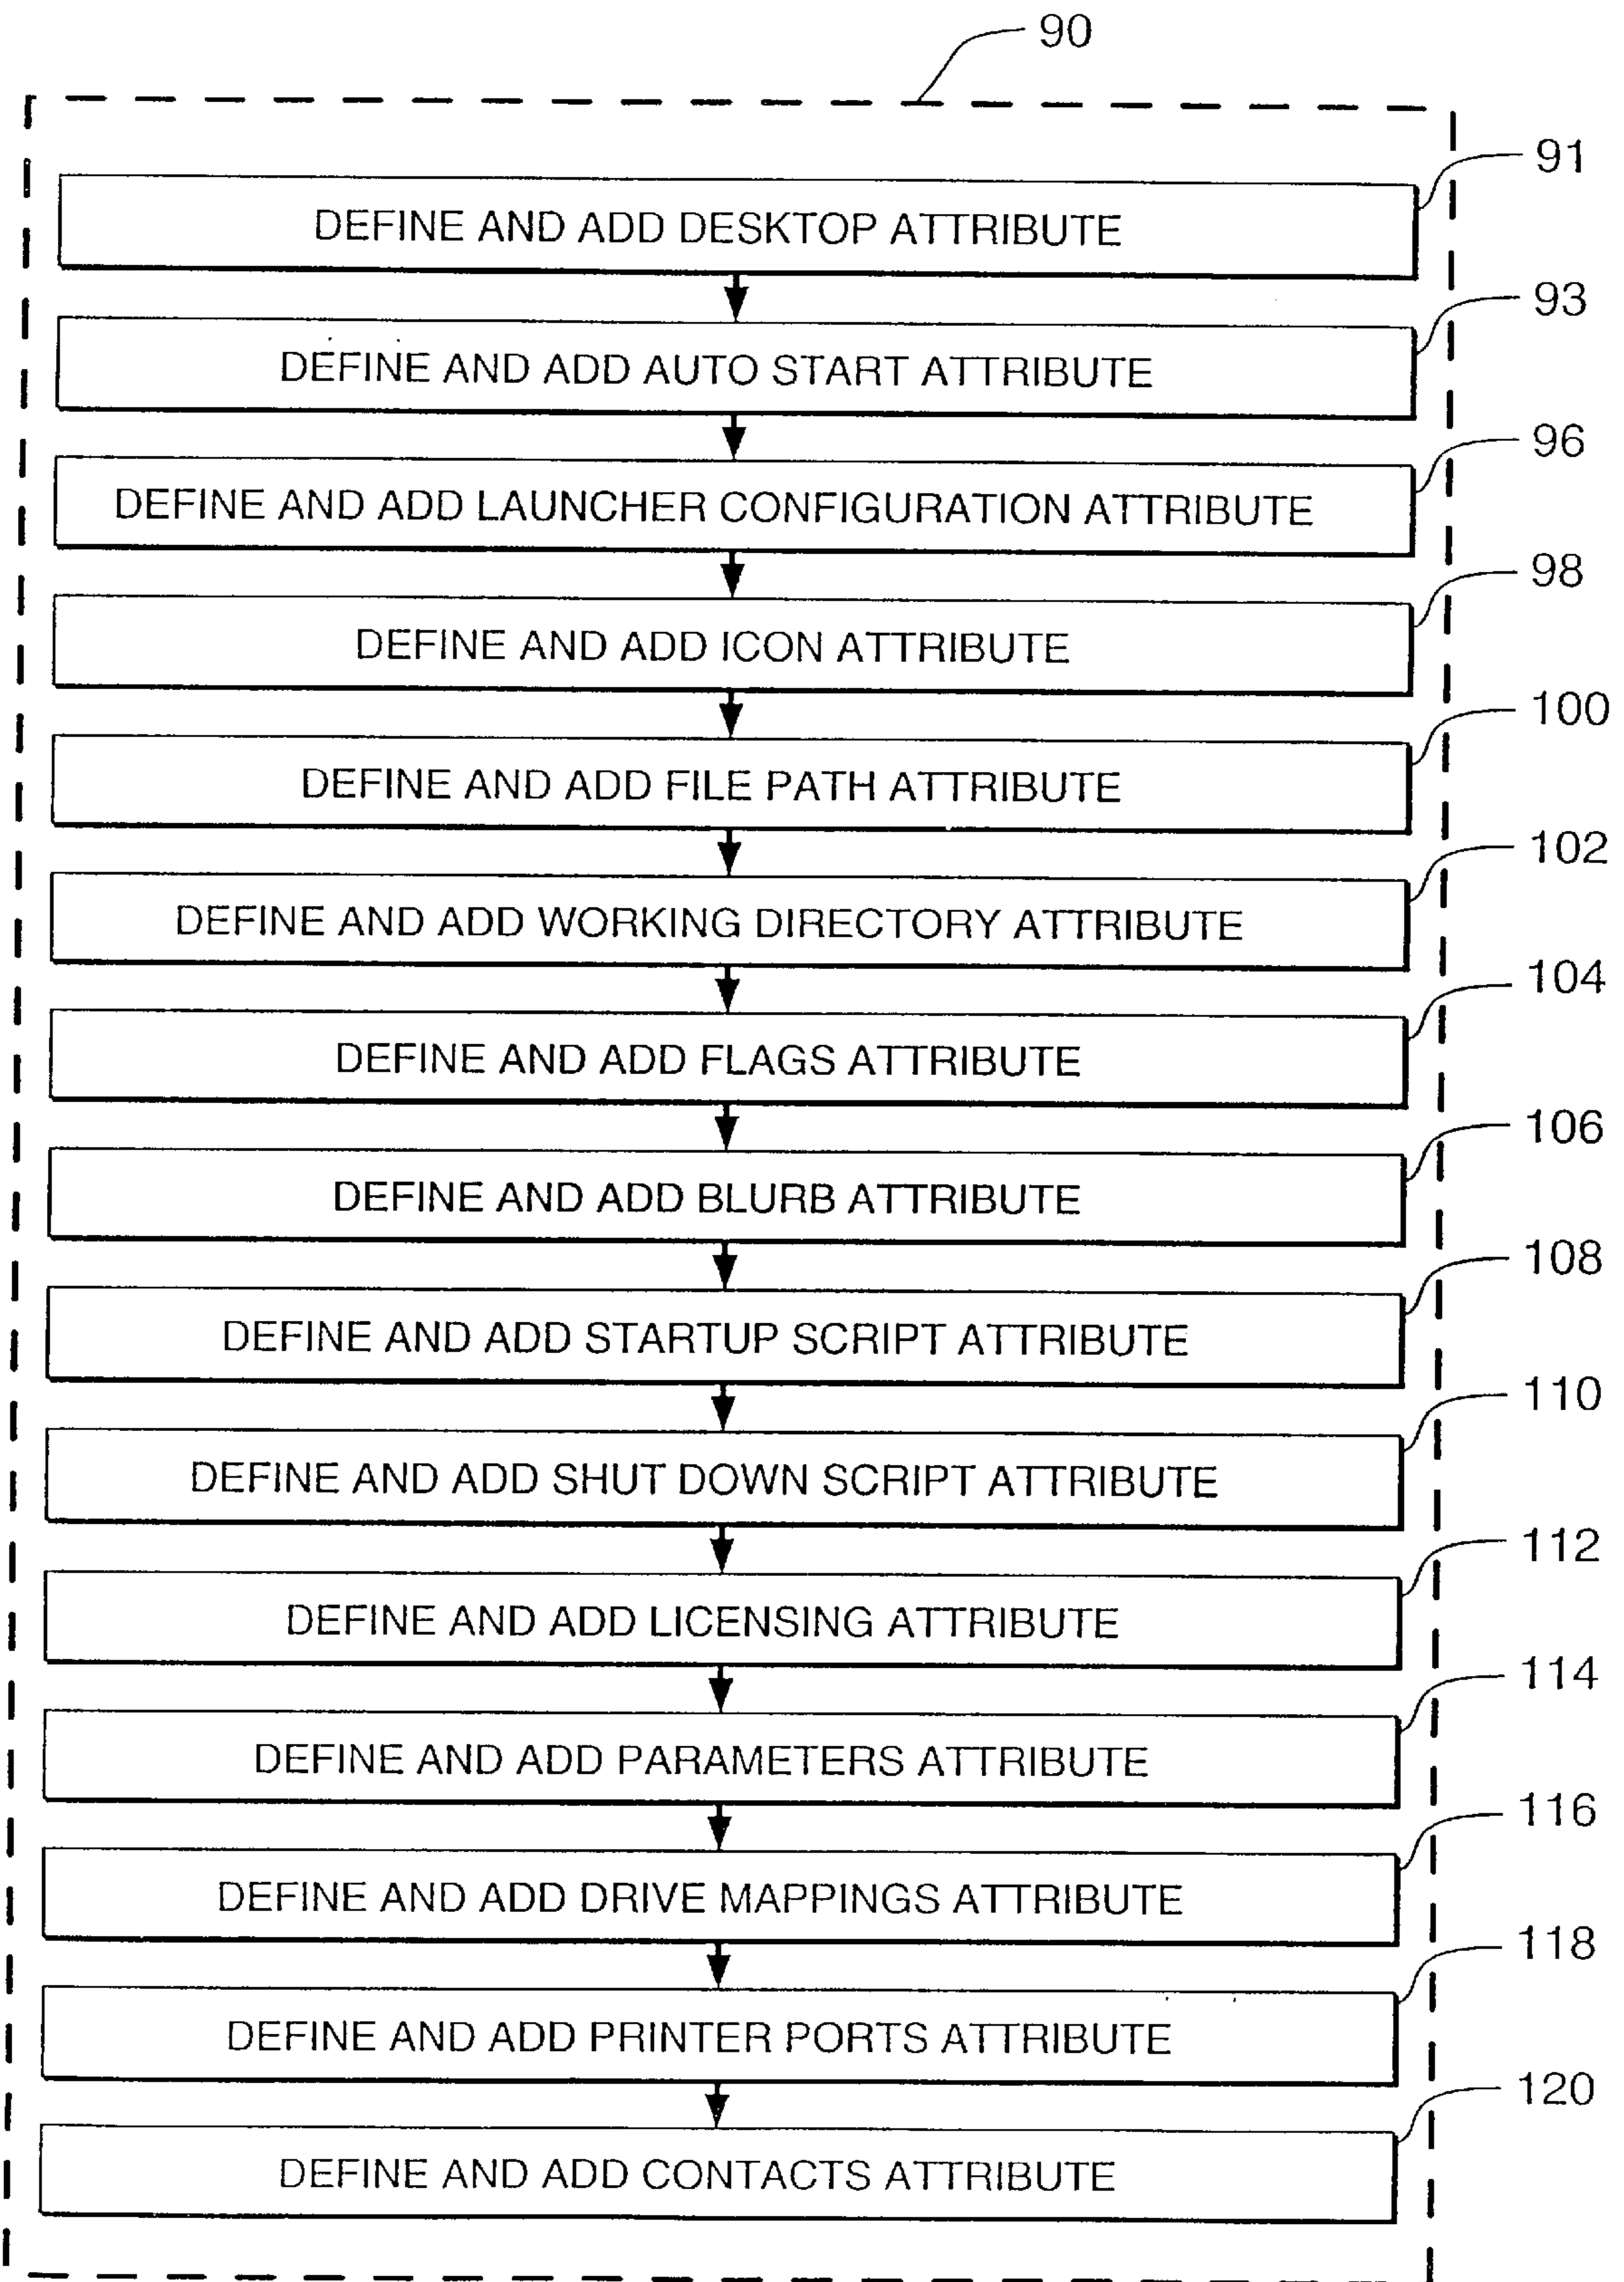 90
91
DEFINE AND ADD DESKTOP ATTRIBUTE
93
DEFINE AND ADD AUTO START ATTRIBUTE
96
DEFINE AND ADD LAUNCHER CONFIGURATION ATTRIBUTE
98
DEFINE AND ADD ICON ATTRIBUTE
100
DEFINE AND ADD FILE PATH ATTRIBUTE
102
DEFINE AND ADD WORKING DIRECTORY ATTRIBUTE
104
DEFINE AND ADD FLAGS ATTRIBUTE
106
DEFINE AND ADD BLURB ATTRIBUTE
108
DEFINE AND ADD STARTUP SCRIPT ATTRIBUTE
110
DEFINE AND ADD SHUT DOWN SCRIPT ATTRIBUTE
112
DEFINE AND ADD LICENSING ATTRIBUTE
114
DEFINE AND ADD PARAMETERS ATTRIBUTE
116
DEFINE AND ADD DRIVE MAPPINGS ATTRIBUTE
118
DEFINE AND ADD PRINTER PORTS ATTRIBUTE
120
DEFINE AND ADD CONTACTS ATTRIBUTE